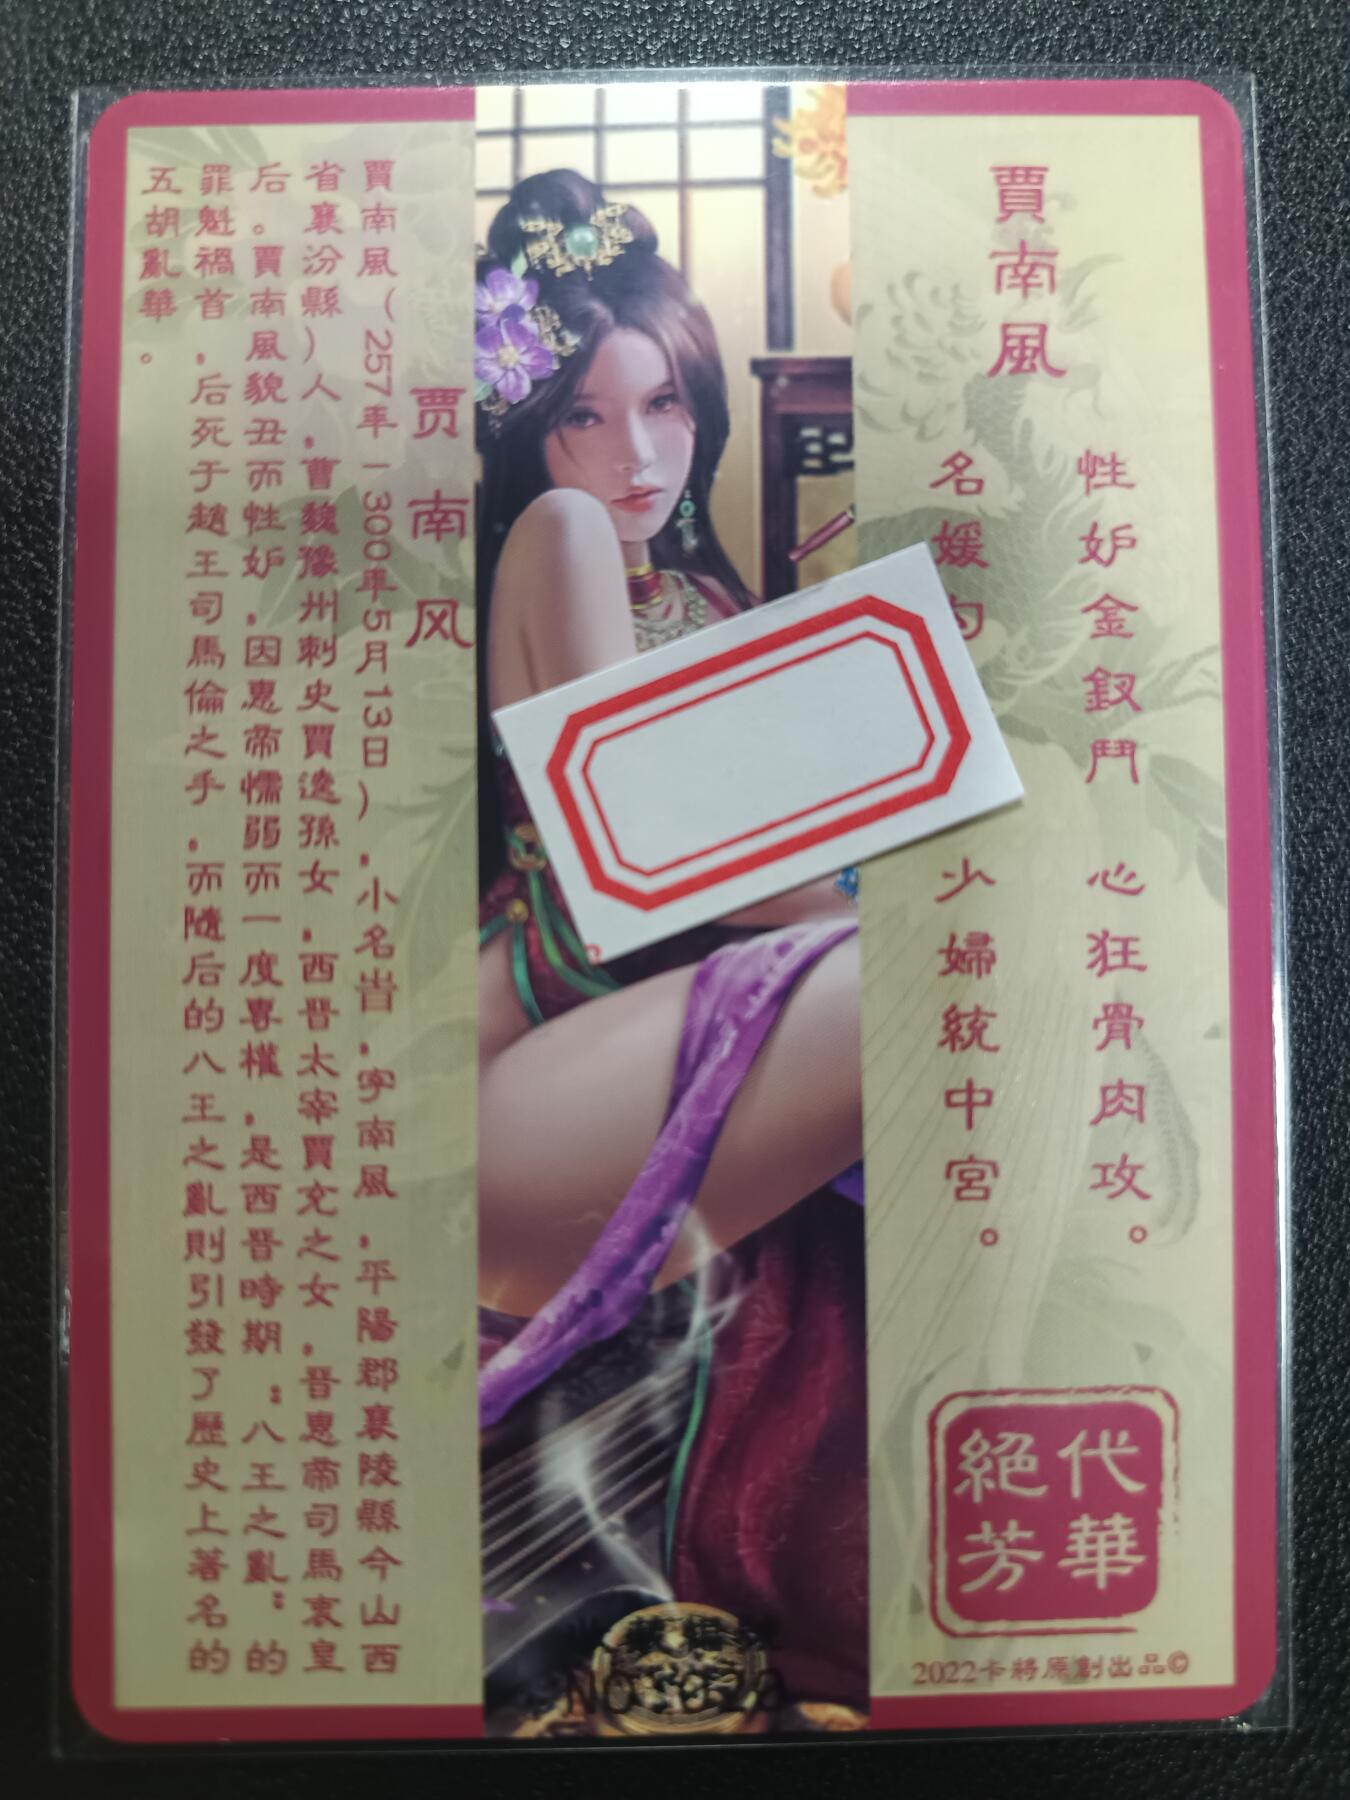 賈南風
性妒金釵鬥 心狂骨肉攻。
名媛 少婦統中宮。
代華
絕芳
2022卡將原創出品©
贾南风
賈南風（257年－300年5月13日），小名峕，字南風，平陽郡襄陵縣今山西
省襄汾縣）人，曹魏豫州刺史賈逵孫女，西晉太宰賈充之女，晉惠帝司馬衷皇
后。賈南風貌丑而性妒，因惠帝懦弱而一度專權，是西晉時期：八王之亂：的
罪魁禍首，后死于趙王司馬倫之手，而隨后的八王之亂則引發了歷史上著名的
五胡亂華。